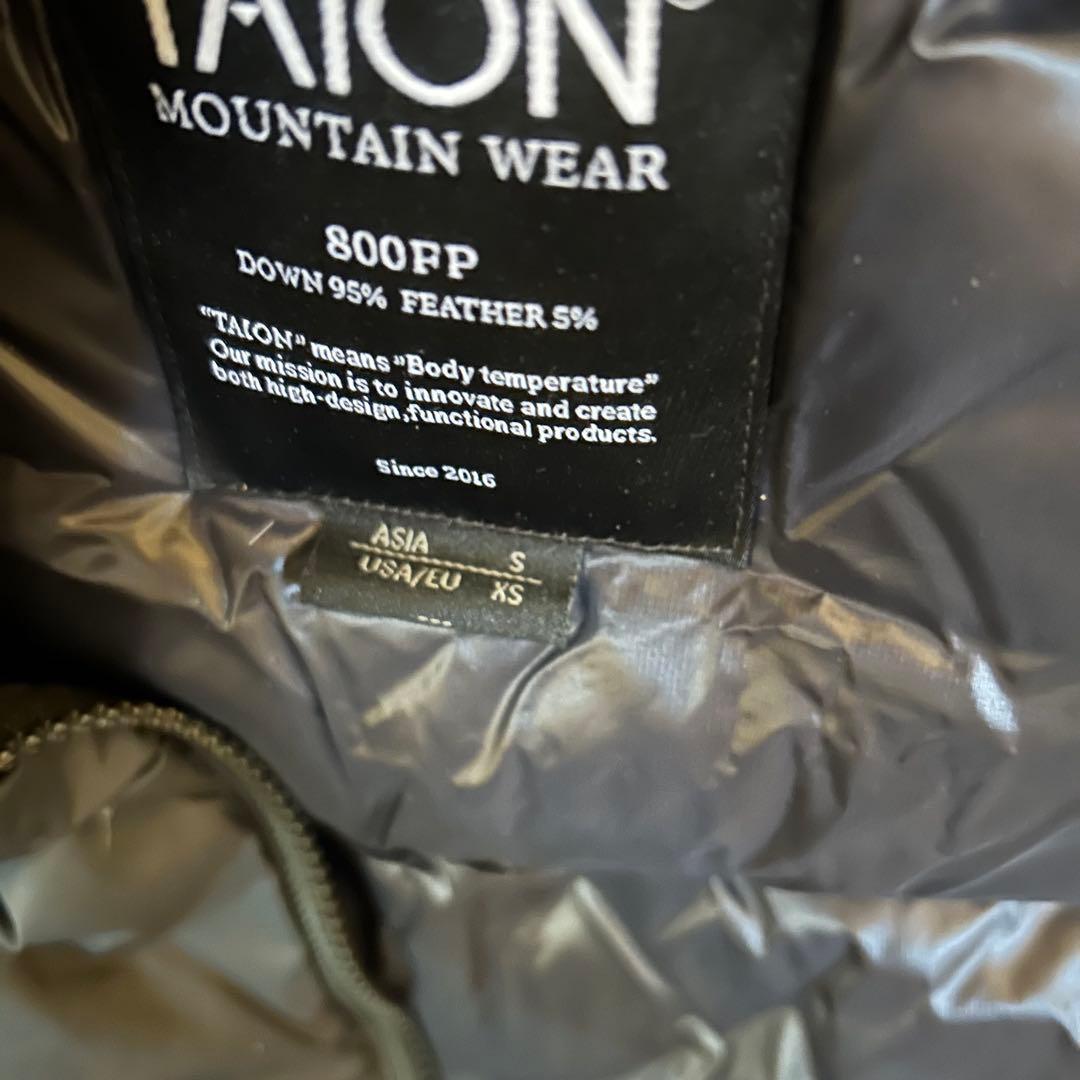 TAION
MOUNTAIN WEAR
800FP
DOWN 95% FEATHER 5%
“TAION” means ”Body temperature”
Our mission is to innovate and create
both high-design,functional products.
Since 2016
ASIA S
USA/EU XS
---